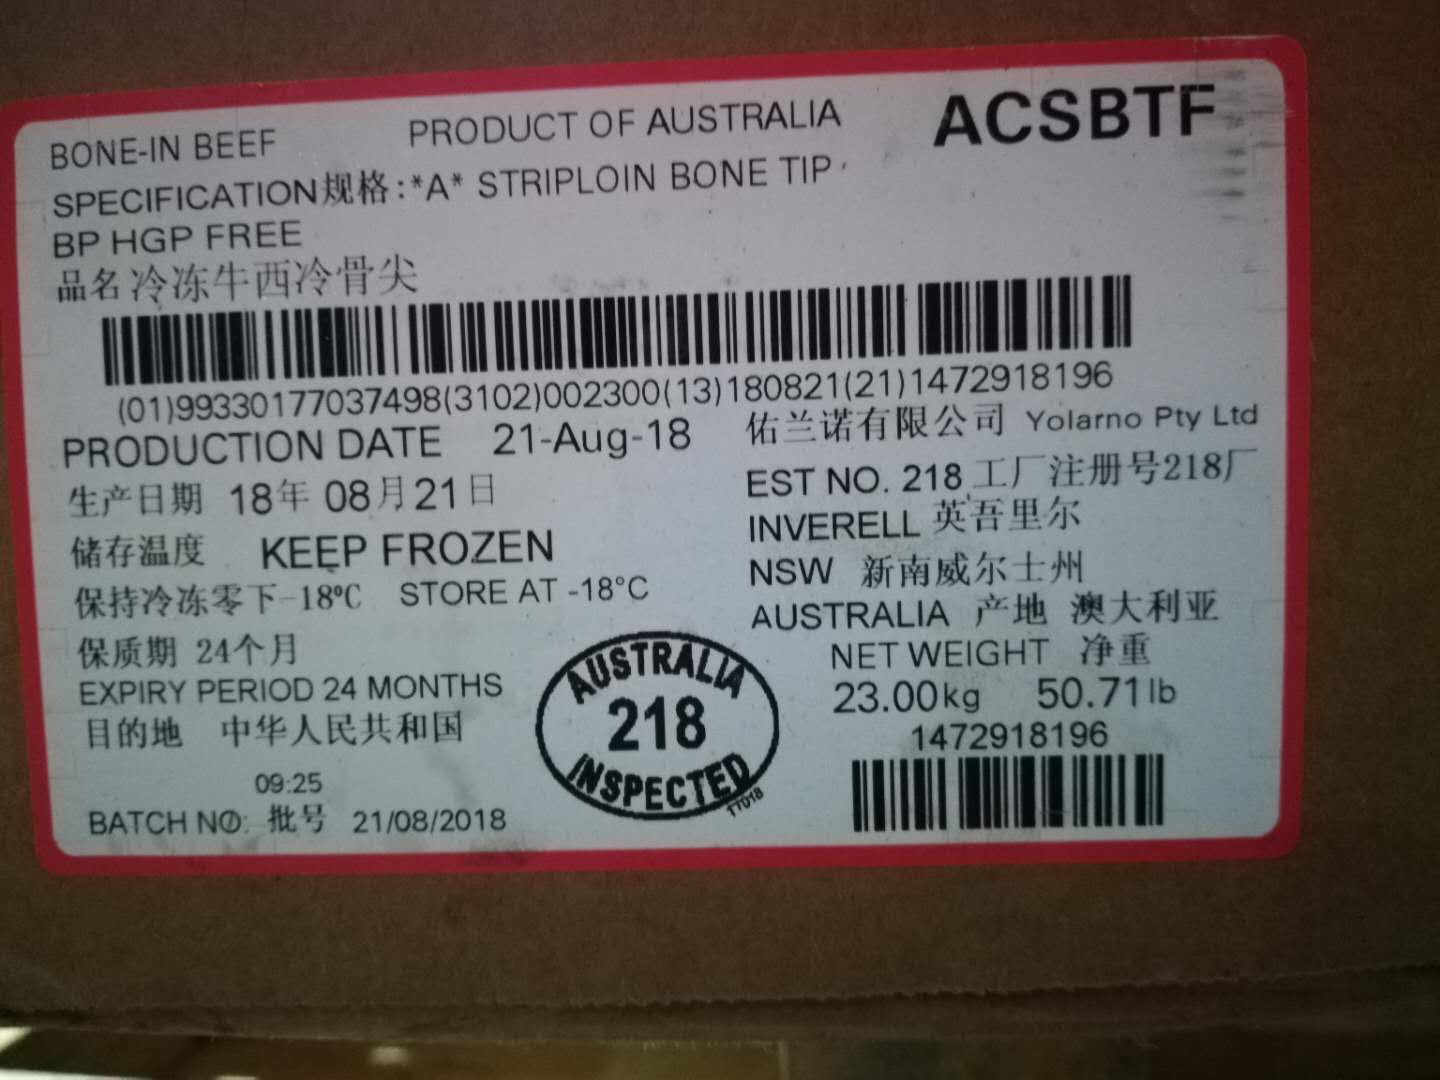 BONE-IN BEEF PRODUCT OF AUSTRALIA ACSBTF
SPECIFICATION规格:*A* STRIPLOIN BONE TIP
BP HGP FREE
品名冷冻牛西冷骨尖
(01)99330177037498(3102)002300(13)180821(21)1472918196
PRODUCTION DATE 21-Aug-18
生产日期 18年 08月21日
储存温度 KEEP FROZEN
保持冷冻零下-18℃ STORE AT -18°C
保质期 24个月
EXPIRY PERIOD 24 MONTHS
目的地 中华人民共和国
09:25
BATCH NO: 批号 21/08/2018
AUSTRALIA
218
INSPECTED
17018
佑兰诺有限公司 Yolarno Pty Ltd
EST NO. 218 工厂注册号218厂
INVERELL 英吾里尔
NSW 新南威尔士州
AUSTRALIA 产地 澳大利亚
NET WEIGHT 净重
23.00kg 50.71lb
1472918196